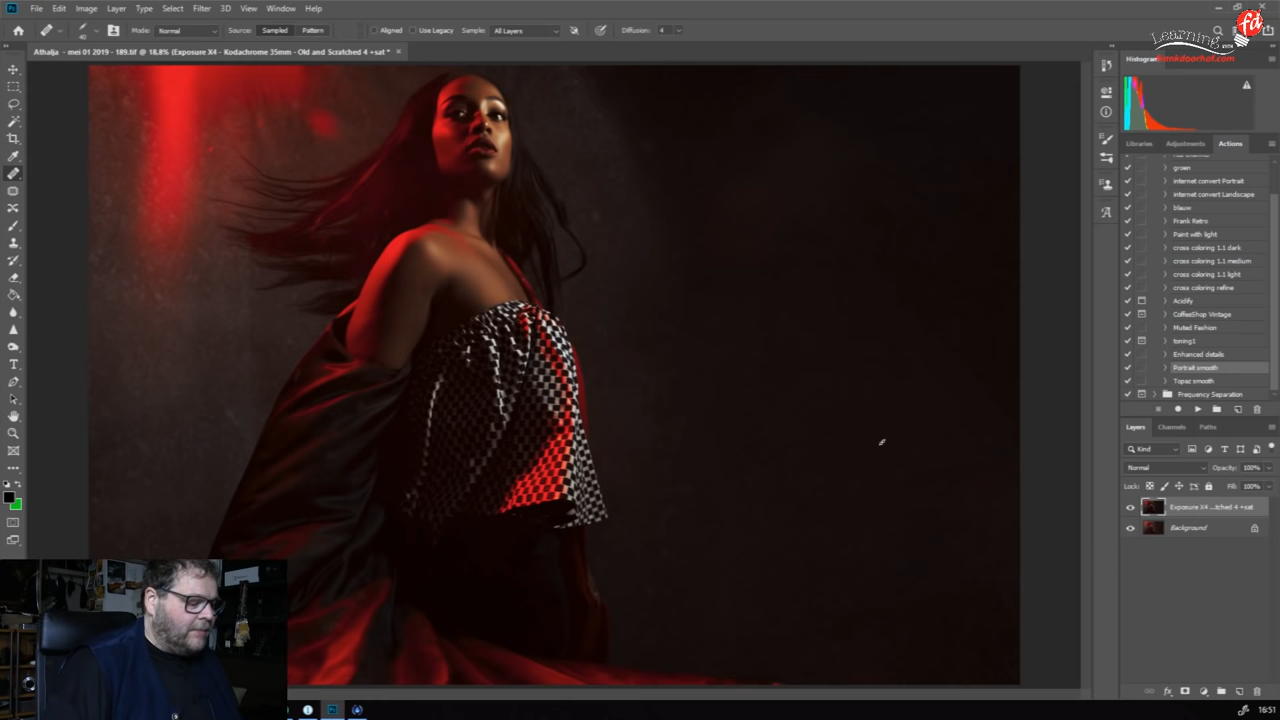 File Edit Image Layer Type Select Filter 3D View Window Help
Mode: Normal Source: Sampled Pattern Aligned Use Legacy Sample: All Layers Diffusion: 4
Athalja - mei 01 2019 - 189.tif @ 18.8% (Exposure X4 - Kodachrome 35mm - Old and Scratched 4 +sat *
fd
Learning
frankdoorhof.com
Histogram
Libraries Adjustments Actions
groen
internet convert Portrait
internet convert Landscape
blauw
Frank Retro
Paint with light
cross coloring 1.1 dark
cross coloring 1.1 medium
cross coloring 1.1 light
cross coloring refine
Acidify
CoffeeShop Vintage
Muted Fashion
toning1
Enhanced details
Portrait smooth
Topaz smooth
Frequency Separation
Layers Channels Paths
Kind
Normal Opacity: 100%
Lock: Fill: 100%
Exposure X4 ...tched 4 +sat
Background
16:51